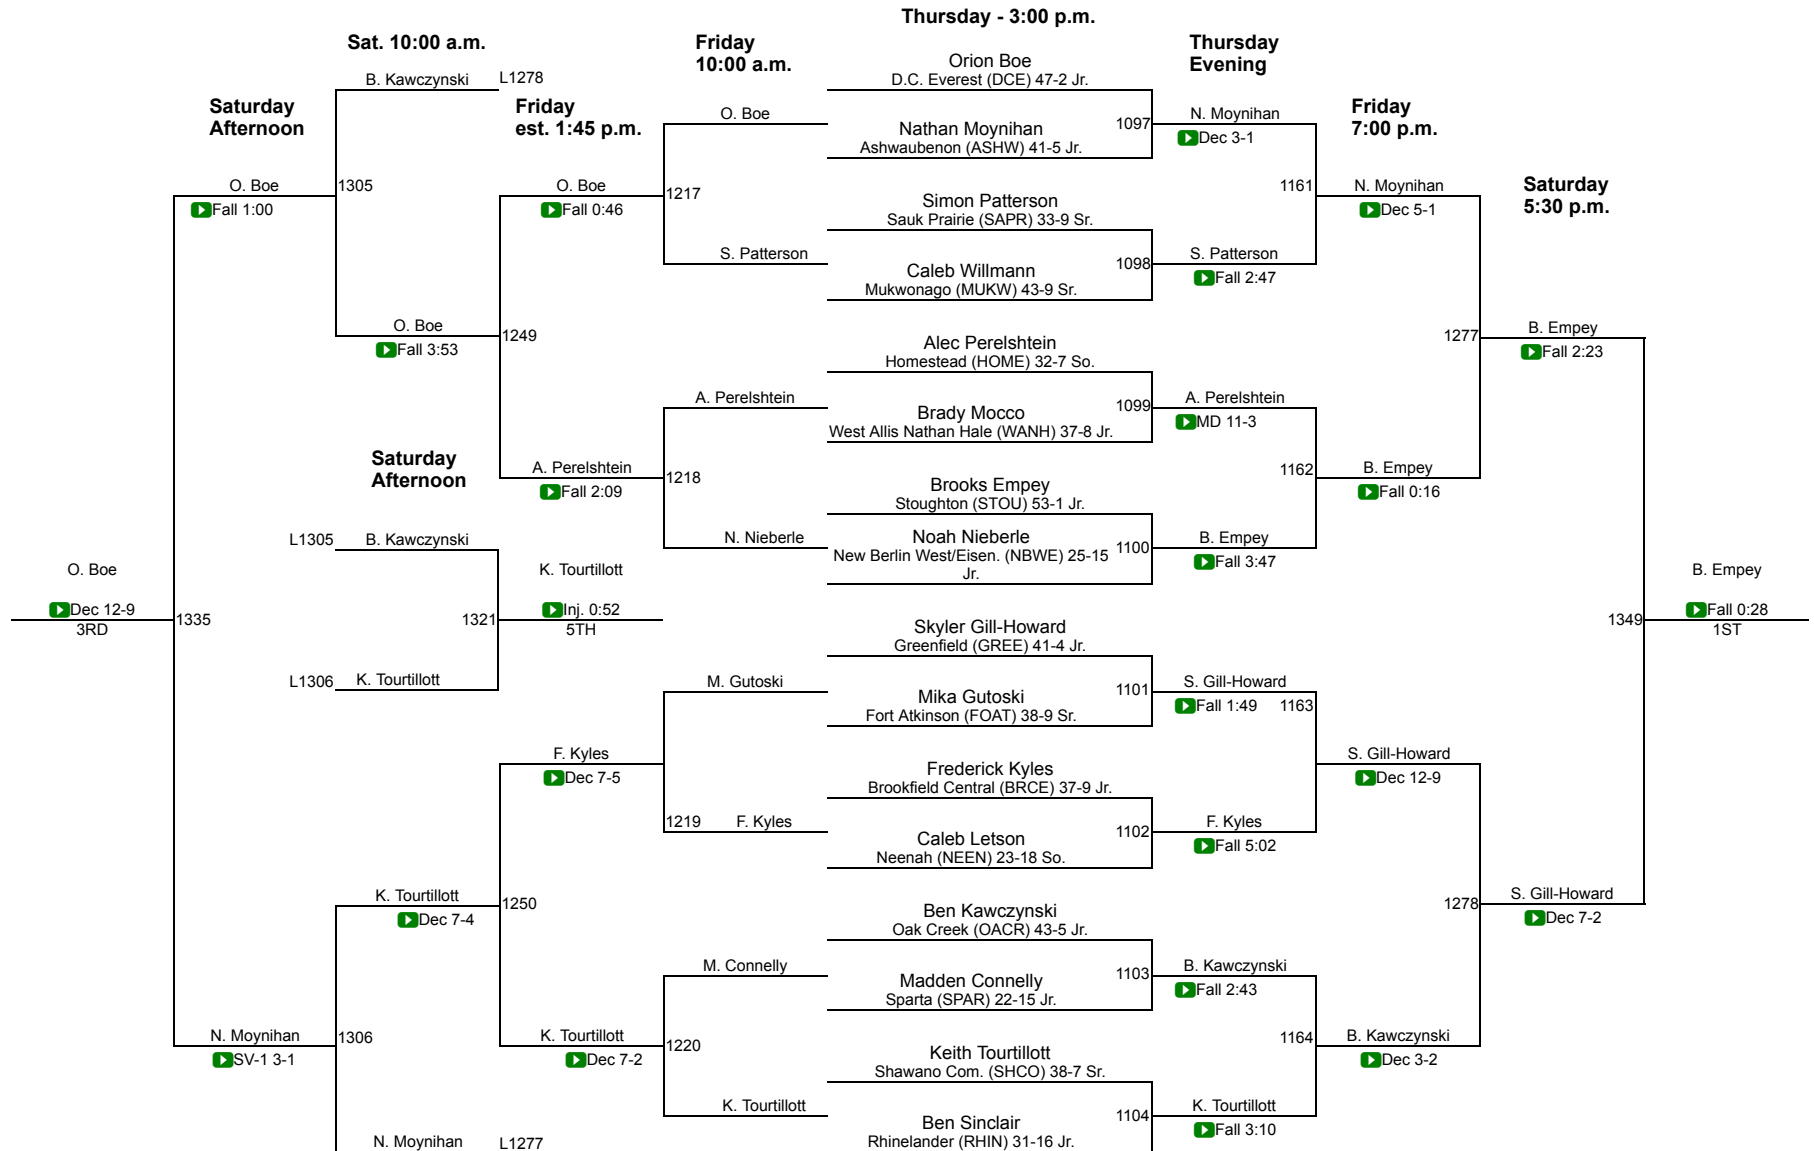 Thursday - 3:00 p.m.
Sat. 10:00 a.m.
Friday
10:00 a.m.
Thursday
Evening
Orion Boe
D.C. Everest (DCE) 47-2 Jr.
B. Kawczynski
L1278
Saturday
Afternoon
Friday
est. 1:45 p.m.
O. Boe
Nathan Moynihan
Ashwaubenon (ASHW) 41-5 Jr.
1097
N. Moynihan
Dec 3-1
Friday
7:00 p.m.
O. Boe
Fall 1:00
1305
O. Boe
Fall 0:46
1217
Simon Patterson
Sauk Prairie (SAPR) 33-9 Sr.
1161
N. Moynihan
Dec 5-1
Saturday
5:30 p.m.
S. Patterson
Caleb Willmann
Mukwonago (MUKW) 43-9 Sr.
1098
S. Patterson
Fall 2:47
O. Boe
Fall 3:53
1249
Alec Perelshtein
Homestead (HOME) 32-7 So.
1277
B. Empey
Fall 2:23
A. Perelshtein
Brady Mocco
West Allis Nathan Hale (WANH) 37-8 Jr.
1099
A. Perelshtein
MD 11-3
Saturday
Afternoon
A. Perelshtein
Fall 2:09
1218
Brooks Empey
Stoughton (STOU) 53-1 Jr.
1162
B. Empey
Fall 0:16
L1305
B. Kawczynski
N. Nieberle
Noah Nieberle
New Berlin West/Eisen. (NBWE) 25-15
Jr.
1100
B. Empey
Fall 3:47
O. Boe
Dec 12-9
3RD
1335
1321
K. Tourtillott
Inj. 0:52
5TH
Skyler Gill-Howard
Greenfield (GREE) 41-4 Jr.
1349
B. Empey
Fall 0:28
1ST
L1306
K. Tourtillott
M. Gutoski
Mika Gutoski
Fort Atkinson (FOAT) 38-9 Sr.
1101
S. Gill-Howard
Fall 1:49
1163
F. Kyles
Dec 7-5
Frederick Kyles
Brookfield Central (BRCE) 37-9 Jr.
S. Gill-Howard
Dec 12-9
1219
F. Kyles
Caleb Letson
Neenah (NEEN) 23-18 So.
1102
F. Kyles
Fall 5:02
K. Tourtillott
Dec 7-4
1250
Ben Kawczynski
Oak Creek (OACR) 43-5 Jr.
1278
S. Gill-Howard
Dec 7-2
M. Connelly
Madden Connelly
Sparta (SPAR) 22-15 Jr.
1103
B. Kawczynski
Fall 2:43
N. Moynihan
SV-1 3-1
1306
K. Tourtillott
Dec 7-2
1220
Keith Tourtillott
Shawano Com. (SHCO) 38-7 Sr.
1164
B. Kawczynski
Dec 3-2
K. Tourtillott
Ben Sinclair
Rhinelander (RHIN) 31-16 Jr.
1104
K. Tourtillott
Fall 3:10
N. Moynihan
L1277